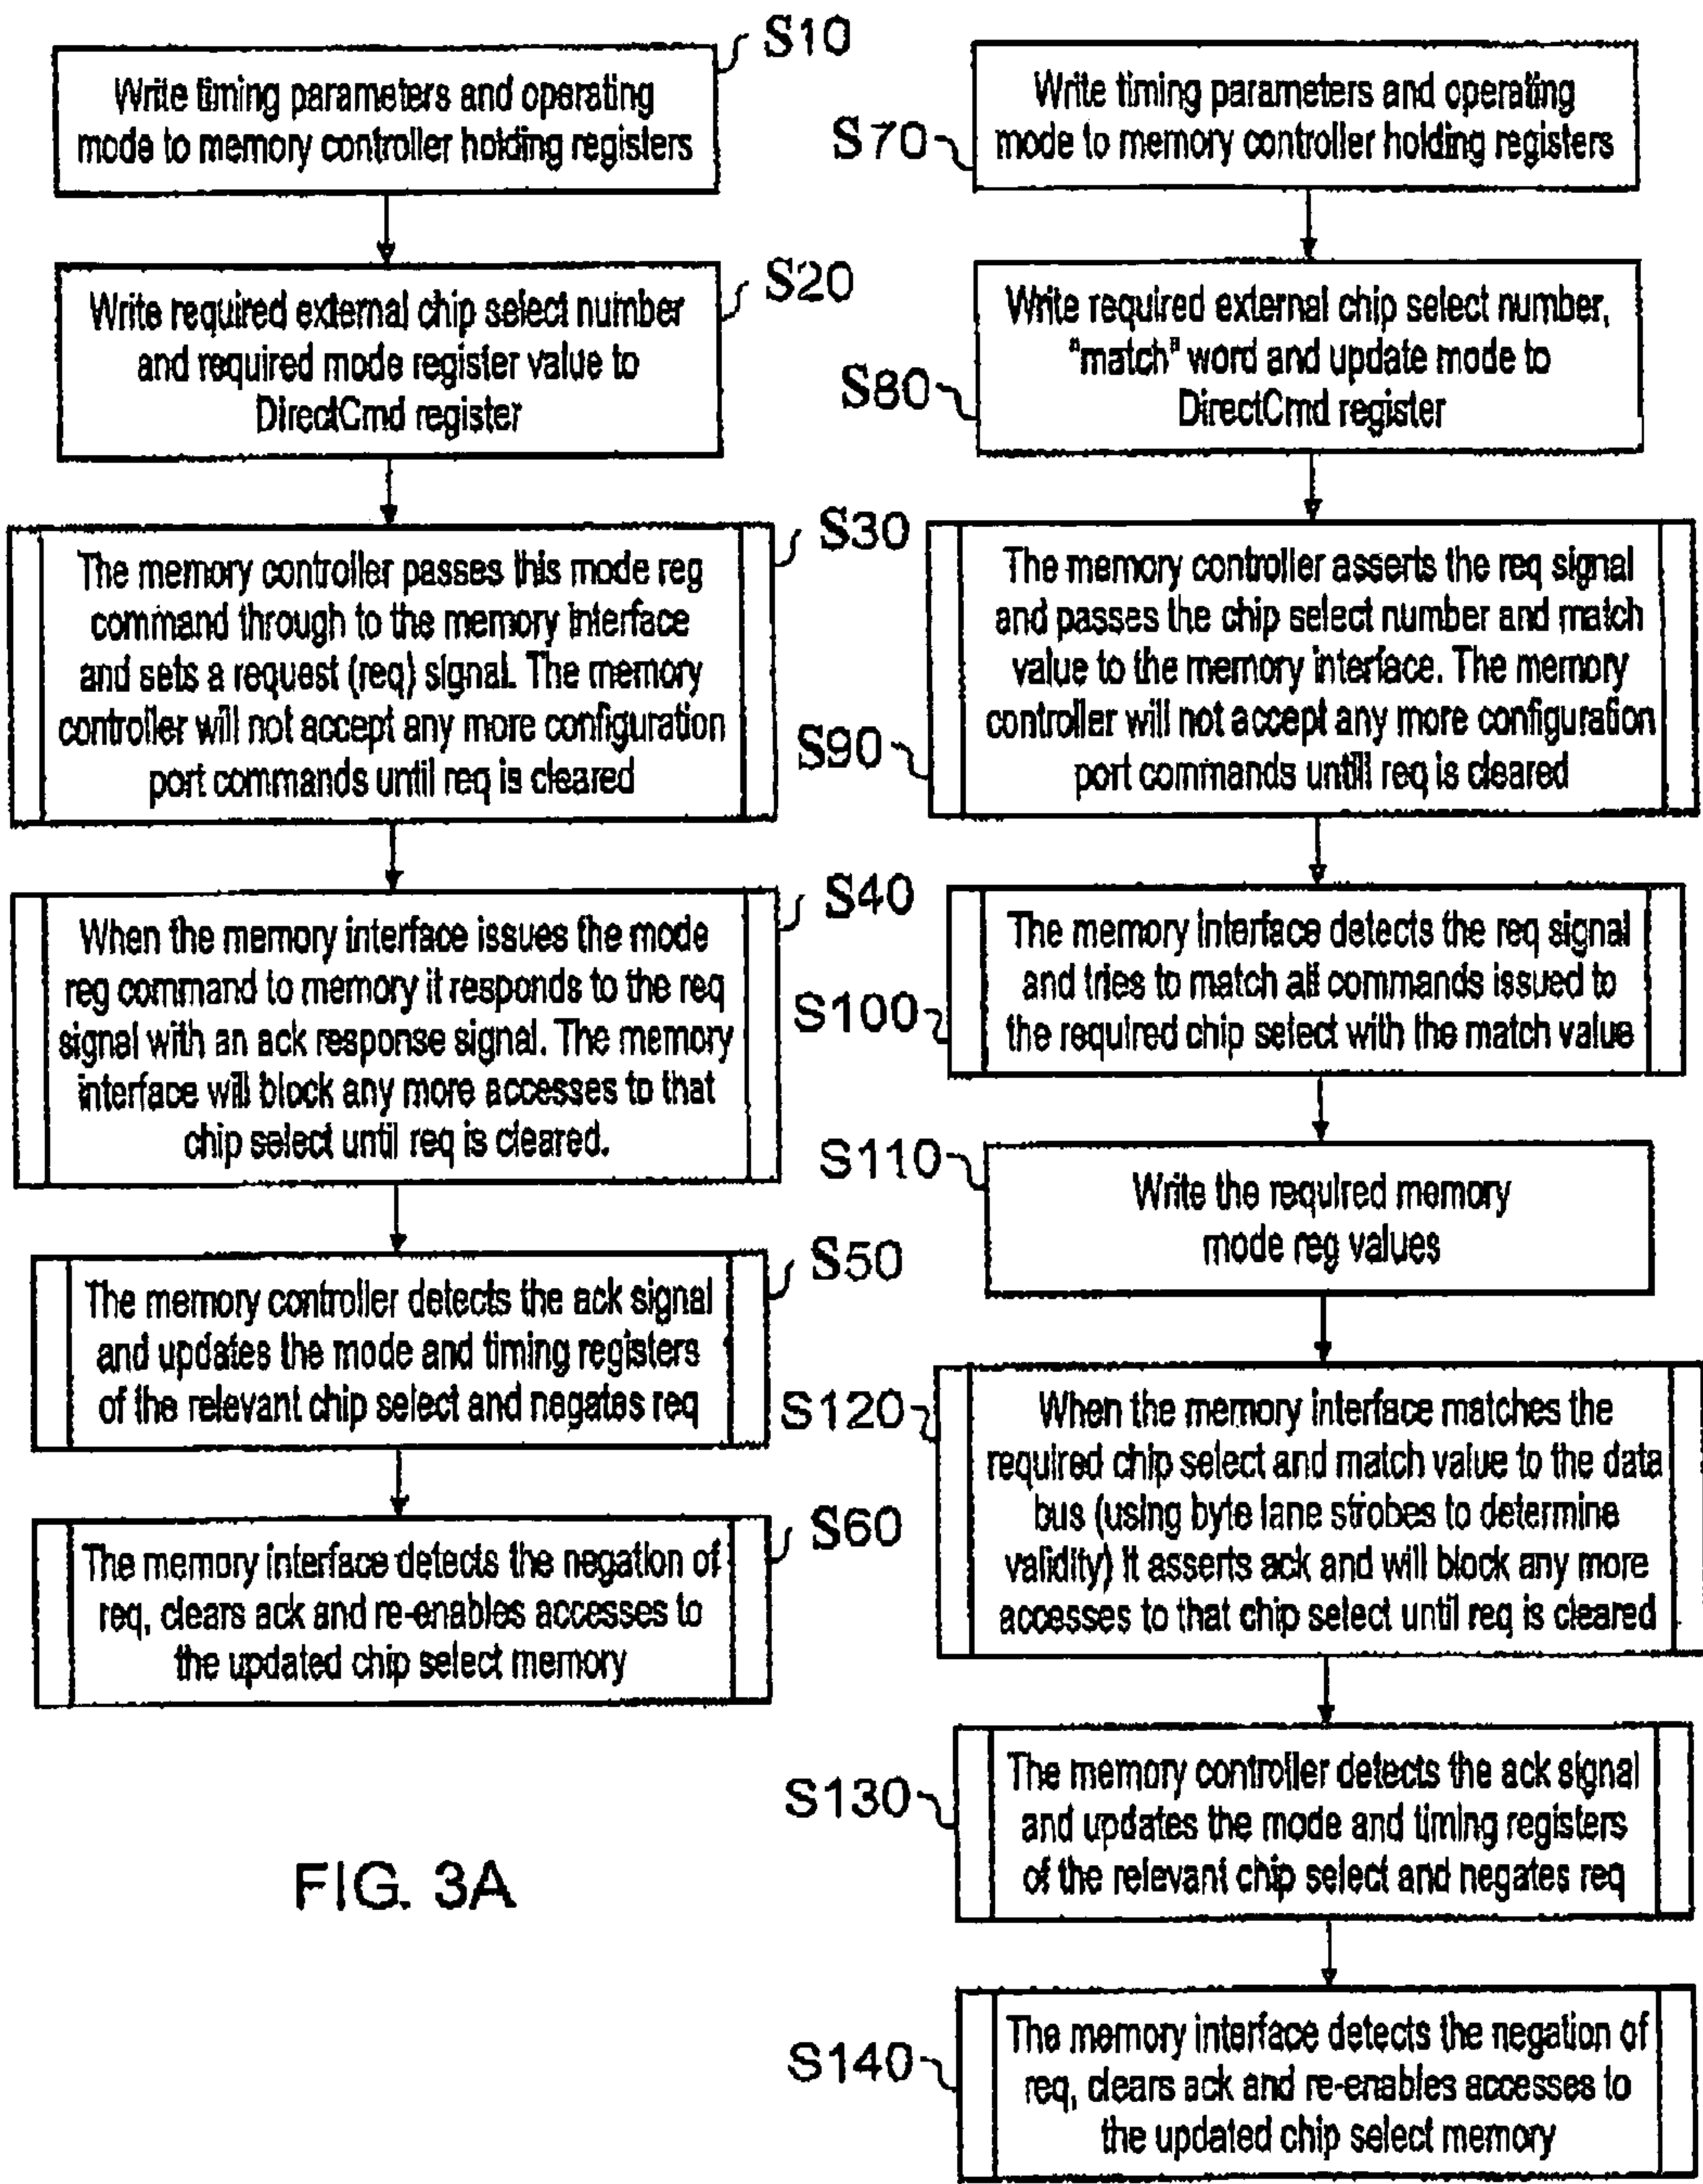 S10
Write timing parameters and operating
mode to memory controller holding registers
S20
Write required external chip select number
and required mode register value to
DirectCmd register
S30
The memory controller passes this mode reg
command through to the memory interface
and sets a request (req) signal. The memory
controller will not accept any more configuration
port commands until req is cleared
S40
When the memory interface issues the mode
reg command to memory it responds to the req
signal with an ack response signal. The memory
interface will block any more accesses to that
chip select until req is cleared.
S50
The memory controller detects the ack signal
and updates the mode and timing registers
of the relevant chip select and negates req
S60
The memory interface detects the negation of
req, clears ack and re-enables accesses to
the updated chip select memory
FIG. 3A
S70
Write timing parameters and operating
mode to memory controller holding registers
S80
Write required external chip select number,
"match" word and update mode to
DirectCmd register
S90
The memory controller asserts the req signal
and passes the chip select number and match
value to the memory interface. The memory
controller will not accept any more configuration
port commands untill req is cleared
S100
The memory interface detects the req signal
and tries to match all commands issued to
the required chip select with the match value
S110
Write the required memory
mode reg values
S120
When the memory interface matches the
required chip select and match value to the data
bus (using byte lane strobes to determine
validity) it asserts ack and will block any more
accesses to that chip select until req is cleared
S130
The memory controller detects the ack signal
and updates the mode and timing registers
of the relevant chip select and negates req
S140
The memory interface detects the negation of
req, clears ack and re-enables accesses to
the updated chip select memory